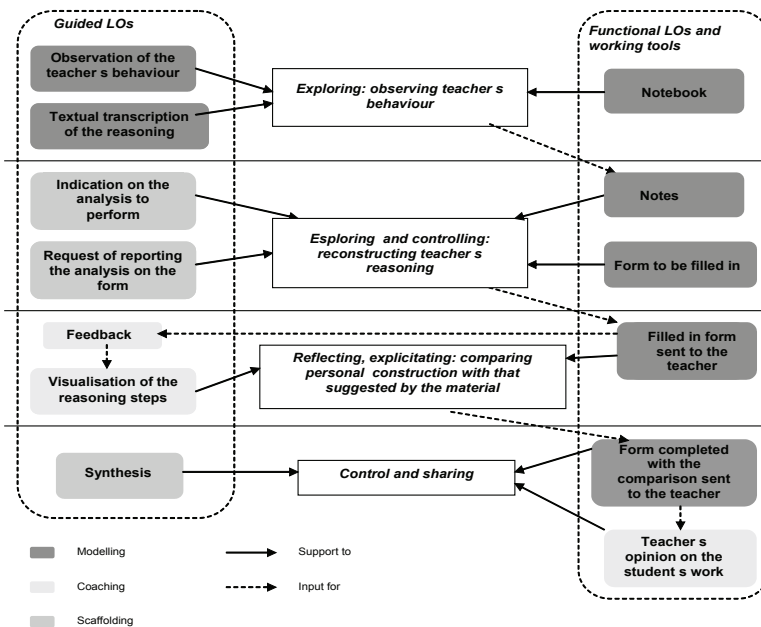 Guided LOs
Functional LOs and
working tools
Observation of the
teacher s behaviour
Exploring: observing teacher s
behaviour
Notebook
Textual transcription
of the reasoning
Indication on the
analysis to
perform
Notes
Esploring and controlling:
reconstructing teacher s
reasoning
Request of reporting
the analysis on the
form
Form to be filled in
Feedback
Filled in form
sent to the
teacher
Reflecting, explicitating: comparing
personal construction with that
suggested by the material
Visualisation of the
reasoning steps
Synthesis
Control and sharing
Form completed
with the
comparison sent
to the teacher
Teacher s
opinion on the
student s work
Modelling
Support to
Coaching
Input for
Scaffolding